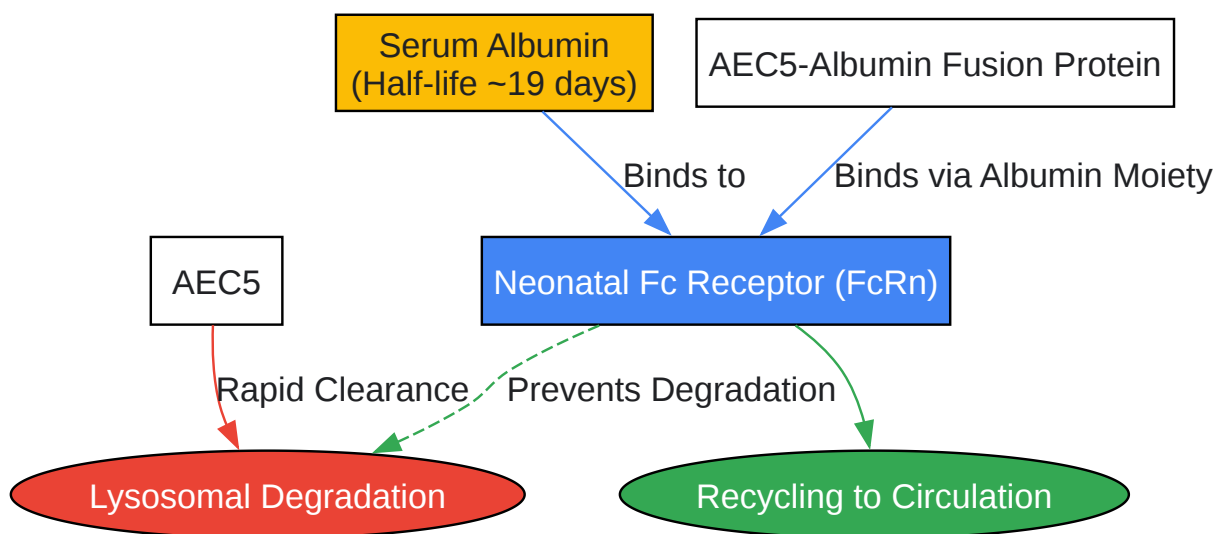 Serum Albumin
(Half-life ~19 days)
AEC5-Albumin Fusion Protein
Binds to
Binds via Albumin Moiety
AEC5
Neonatal Fc Receptor (FcRn)
Rapid Clearance
Prevents Degradation
Lysosomal Degradation
Recycling to Circulation